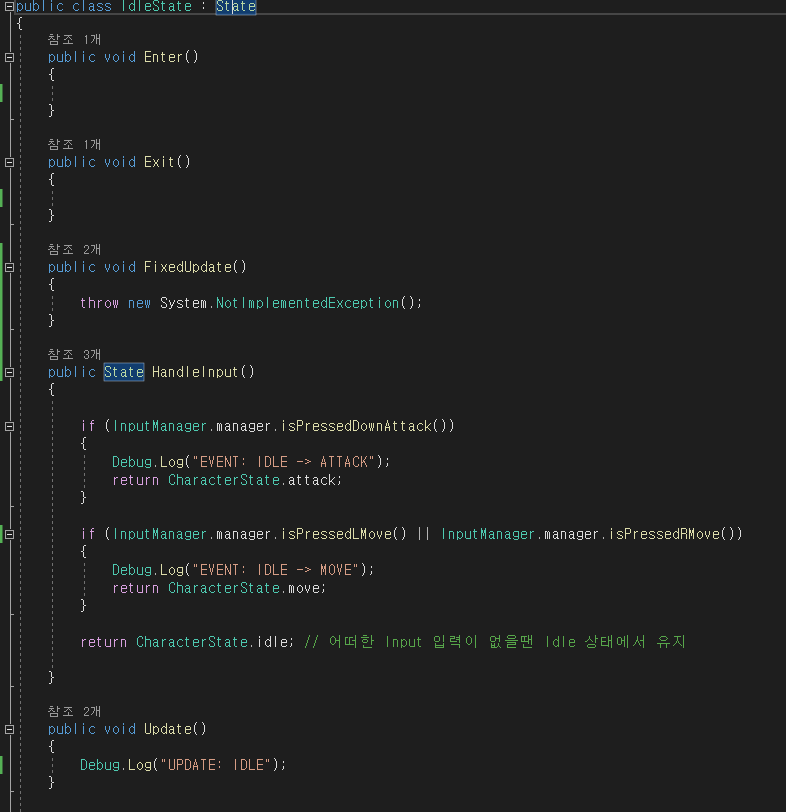 public class IdleState : State
{
참조 1개
public void Enter()
{
}
참조 1개
public void Exit()
{
}
참조 2개
public void FixedUpdate()
{
throw new System.NotImplementedException();
}
참조 3개
public State HandleInput()
{
if (InputManager.manager.isPressedDownAttack())
{
Debug.Log("EVENT: IDLE -> ATTACK");
return CharacterState.attack;
}
if (InputManager.manager.isPressedLMove() || InputManager.manager.isPressedRMove())
{
Debug.Log("EVENT: IDLE -> MOVE");
return CharacterState.move;
}
return CharacterState.idle; // 어떠한 Input 입력이 없을땐 Idle 상태에서 유지
}
참조 2개
public void Update()
{
Debug.Log("UPDATE: IDLE");
}